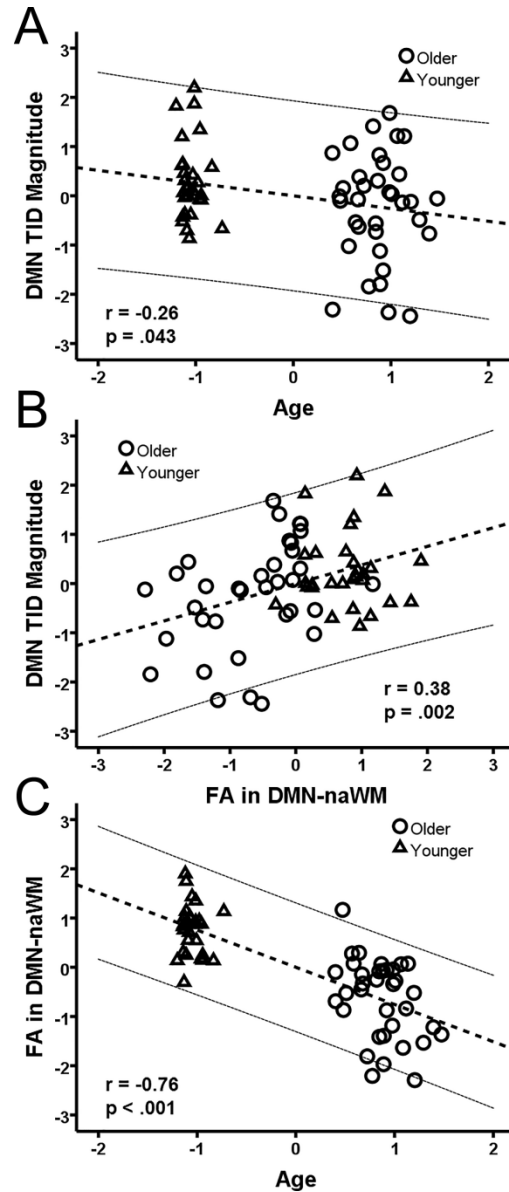 A
3
2
1
0
-1
-2
-3
DMN TID Magnitude
Older
Younger
r = -0.26
p = .043
-2 -1 0 1 2
Age
B
3
2
1
0
-1
-2
-3
DMN TID Magnitude
Older
Younger
r = 0.38
p = .002
-3 -2 -1 0 1 2 3
FA in DMN-naWM
C
3
2
1
0
-1
-2
-3
FA in DMN-naWM
Older
Younger
r = -0.76
p < .001
-2 -1 0 1 2
Age